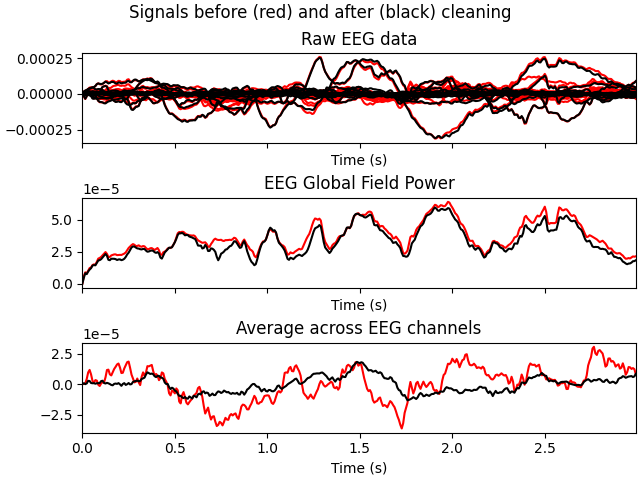 Signals before (red) and after (black) cleaning
Raw EEG data
0.00025
0.00000
−0.00025
Time (s)
EEG Global Field Power
1e−5
5.0
2.5
0.0
Time (s)
Average across EEG channels
1e−5
2.5
0.0
−2.5
0.0 0.5 1.0 1.5 2.0 2.5
Time (s)